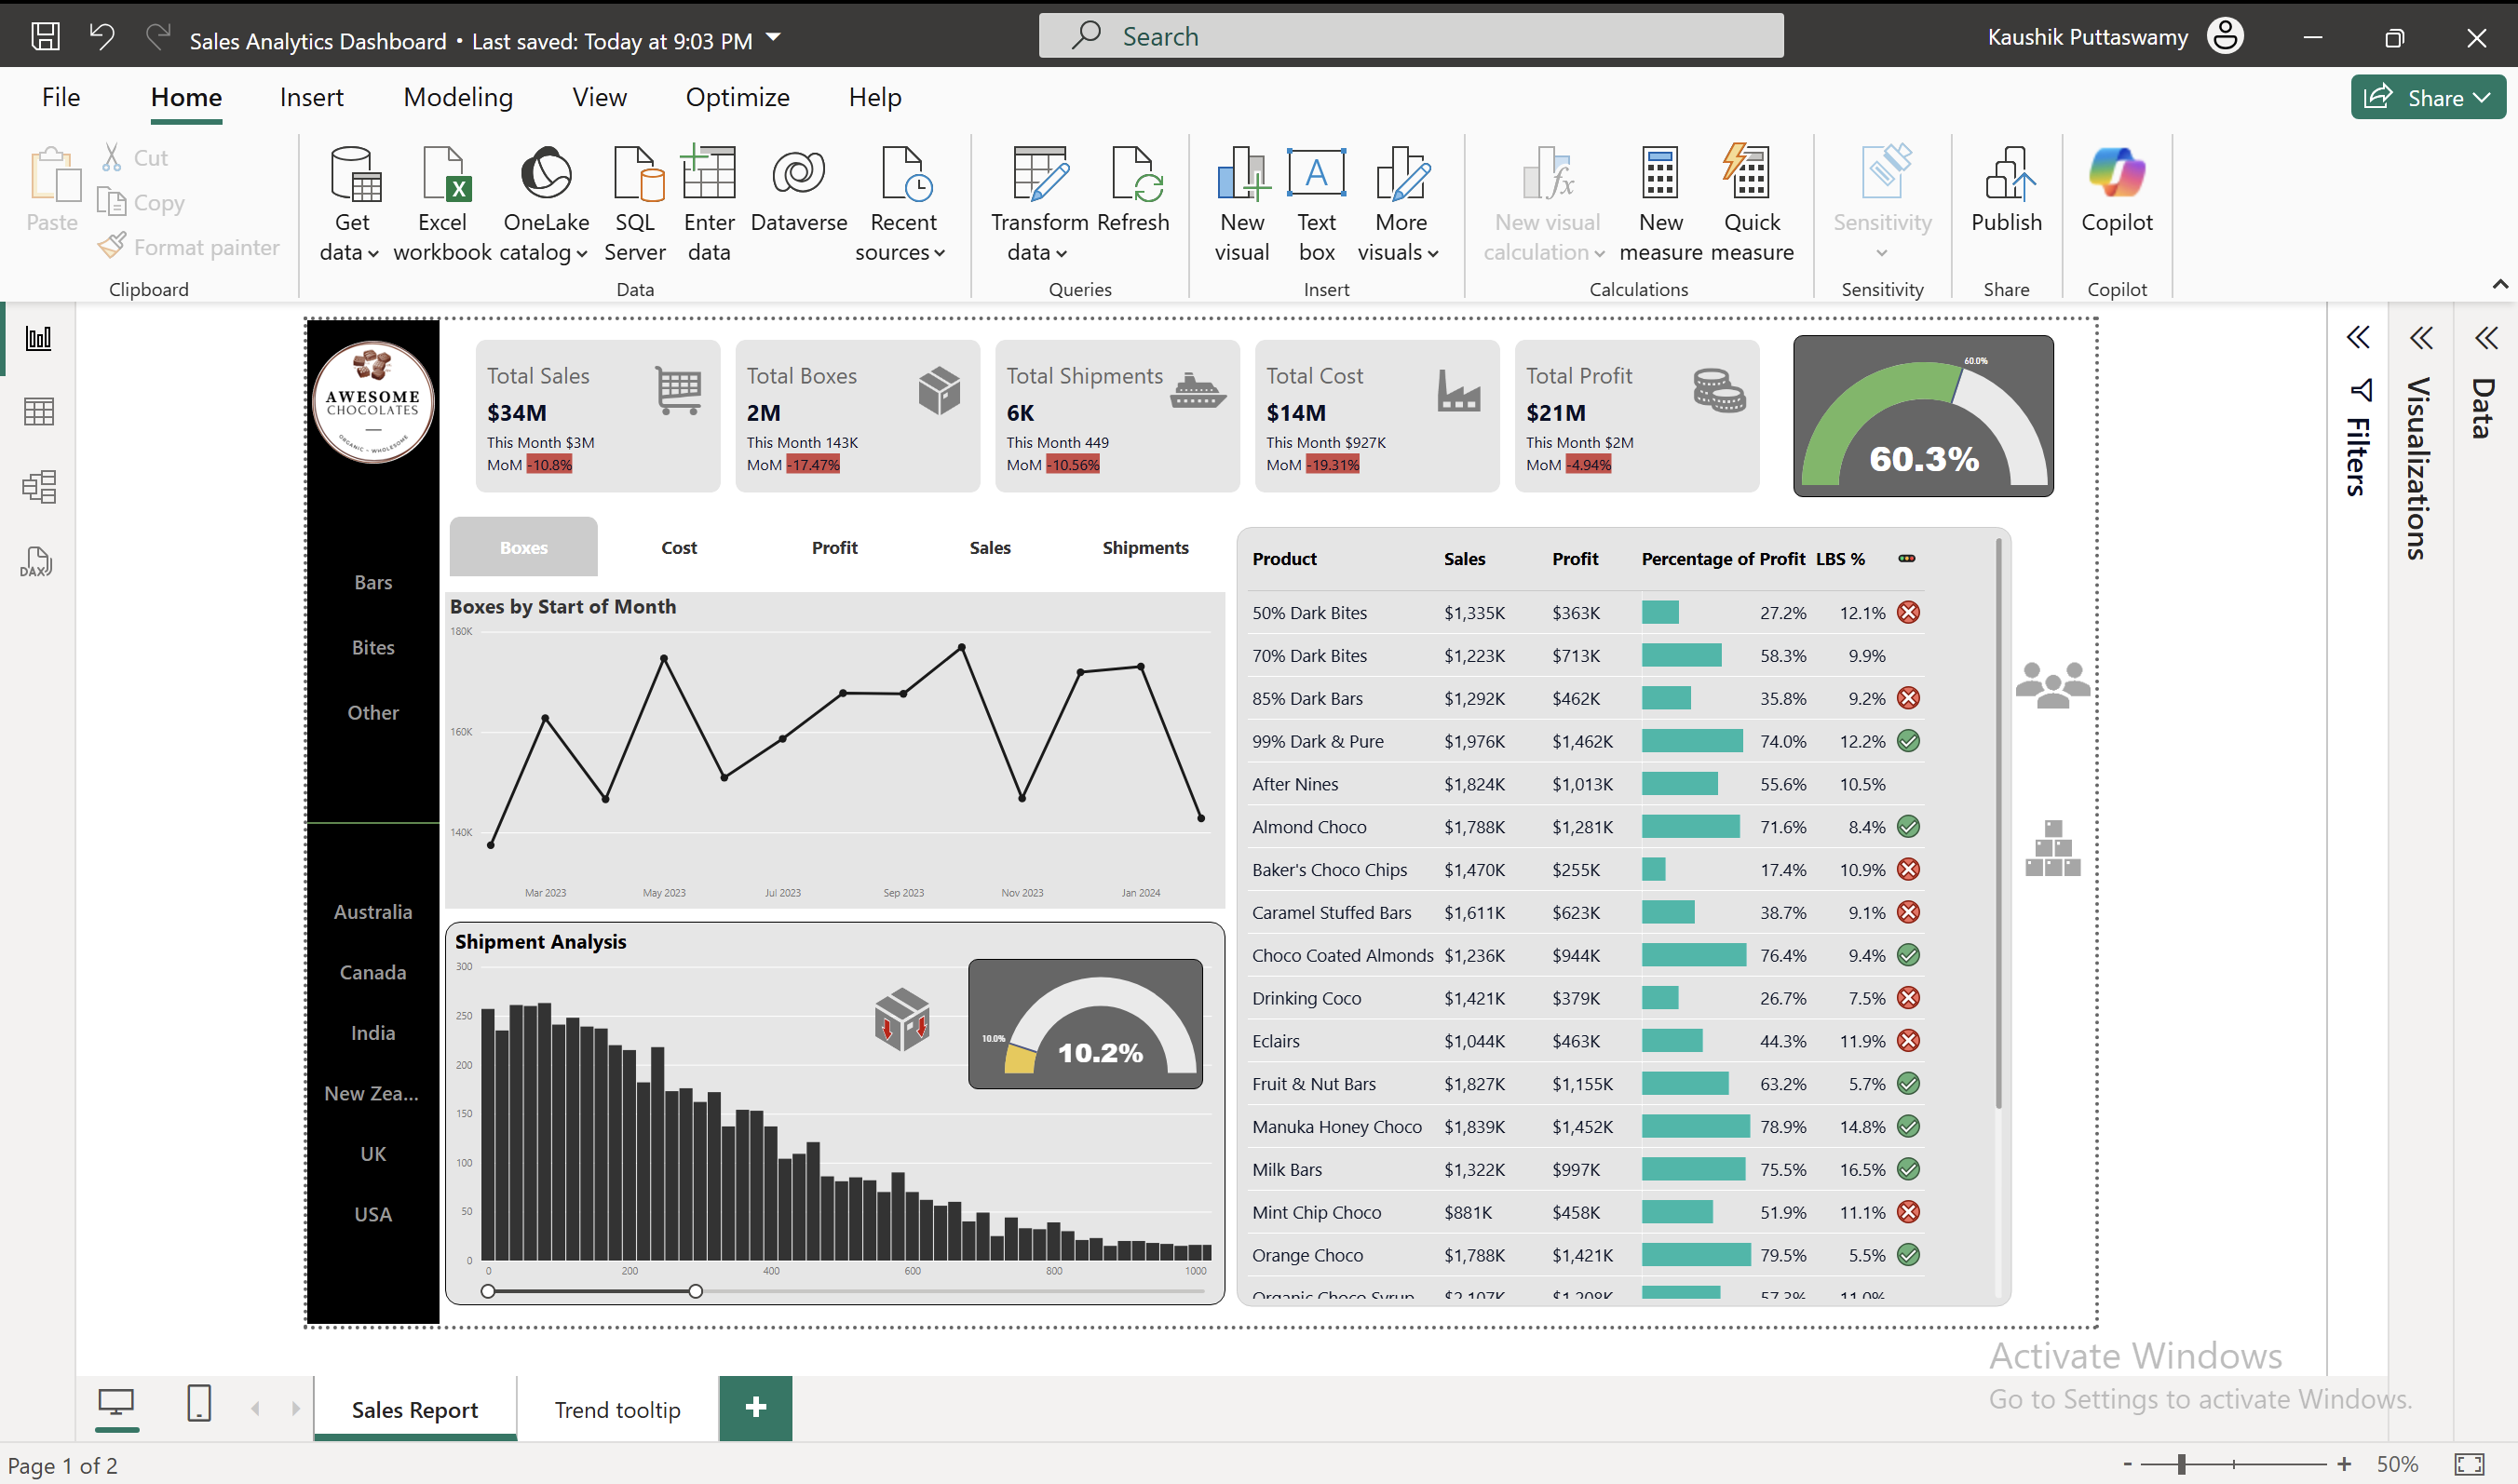 Sales Analytics Dashboard • Last saved: Today at 9:03 PM
Search
Kaushik Puttaswamy
File Home Insert Modeling View Optimize Help
Share
Paste
Cut
Copy
Format painter
Clipboard
Get data
Excel workbook
OneLake catalog
SQL Server
Enter data
Dataverse
Recent sources
Data
Transform data
Refresh
Queries
New visual
Text box
More visuals
Insert
New visual calculation
New measure
Quick measure
Calculations
Sensitivity
Sensitivity
Publish
Share
Copilot
Copilot
DAX
AWESOME
CHOCOLATES
ORGANIC - WHOLESOME
Bars
Bites
Other
Australia
Canada
India
New Zea...
UK
USA
Total Sales
$34M
This Month $3M
MoM -10.8%
Total Boxes
2M
This Month 143K
MoM -17.47%
Total Shipments
6K
This Month 449
MoM -10.56%
Total Cost
$14M
This Month $927K
MoM -19.31%
Total Profit
$21M
This Month $2M
MoM -4.94%
60.0%
60.3%
Boxes Cost Profit Sales Shipments
Boxes by Start of Month
180K
160K
140K
Mar 2023 May 2023 Jul 2023 Sep 2023 Nov 2023 Jan 2024
Shipment Analysis
300
250
200
150
100
50
0
0 200 400 600 800 1000
10.0%
10.2%
Product Sales Profit Percentage of Profit LBS %
50% Dark Bites $1,335K $363K 27.2% 12.1%
70% Dark Bites $1,223K $713K 58.3% 9.9%
85% Dark Bars $1,292K $462K 35.8% 9.2%
99% Dark & Pure $1,976K $1,462K 74.0% 12.2%
After Nines $1,824K $1,013K 55.6% 10.5%
Almond Choco $1,788K $1,281K 71.6% 8.4%
Baker's Choco Chips $1,470K $255K 17.4% 10.9%
Caramel Stuffed Bars $1,611K $623K 38.7% 9.1%
Choco Coated Almonds $1,236K $944K 76.4% 9.4%
Drinking Coco $1,421K $379K 26.7% 7.5%
Eclairs $1,044K $463K 44.3% 11.9%
Fruit & Nut Bars $1,827K $1,155K 63.2% 5.7%
Manuka Honey Choco $1,839K $1,452K 78.9% 14.8%
Milk Bars $1,322K $997K 75.5% 16.5%
Mint Chip Choco $881K $458K 51.9% 11.1%
Orange Choco $1,788K $1,421K 79.5% 5.5%
Organic Choco Syrup $2,107K $1,208K 57.3% 11.0%
Filters
Visualizations
Data
Activate Windows
Go to Settings to activate Windows.
Sales Report
Trend tooltip
+
Page 1 of 2
- + 50%